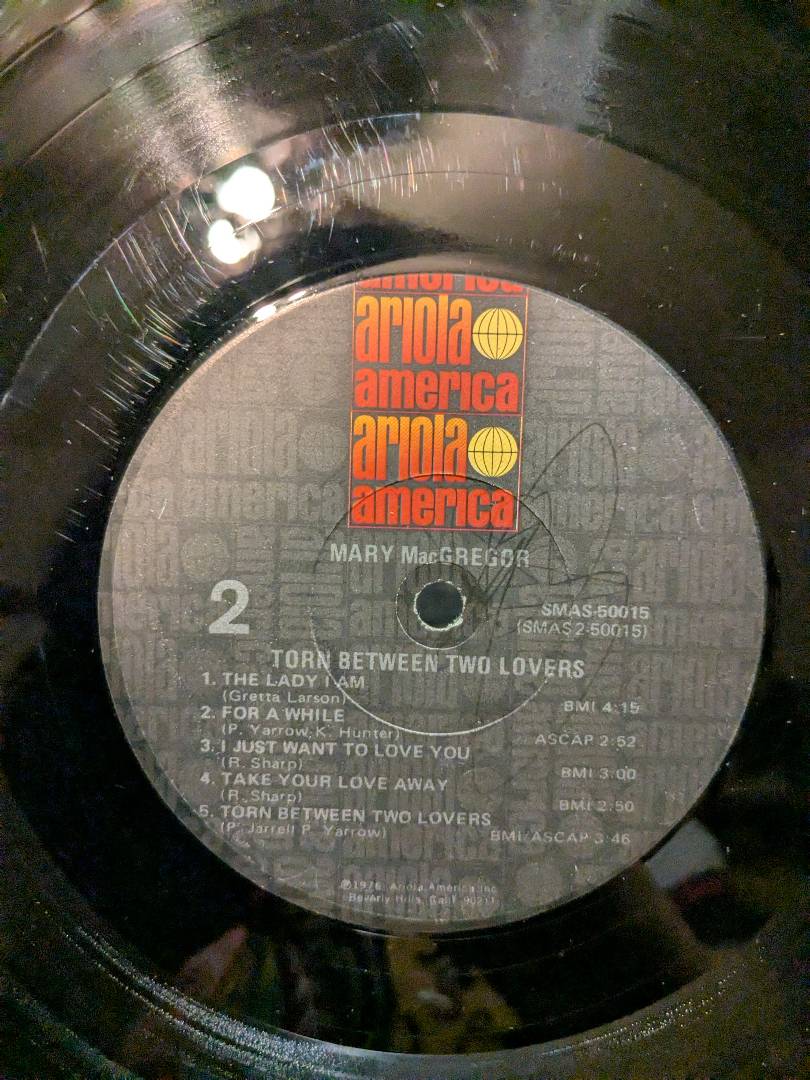 america
ariola
america
ariola
america
MARY MacGREGOR
2
SMAS-50015
(SMAS 2-50015)
TORN BETWEEN TWO LOVERS
1. THE LADY I AM
(Gretta Larson) BMI 4:15
2. FOR A WHILE
(P. Yarrow, K. Hunter) ASCAP 2:52
3. I JUST WANT TO LOVE YOU
(R. Sharp) BMI 3:00
4. TAKE YOUR LOVE AWAY
(R. Sharp) BMI 2:50
5. TORN BETWEEN TWO LOVERS
(P. Jarrell P. Yarrow) BMI/ASCAP 3:46
℗1976 Ariola America Inc
Beverly Hills, Calif. 90211